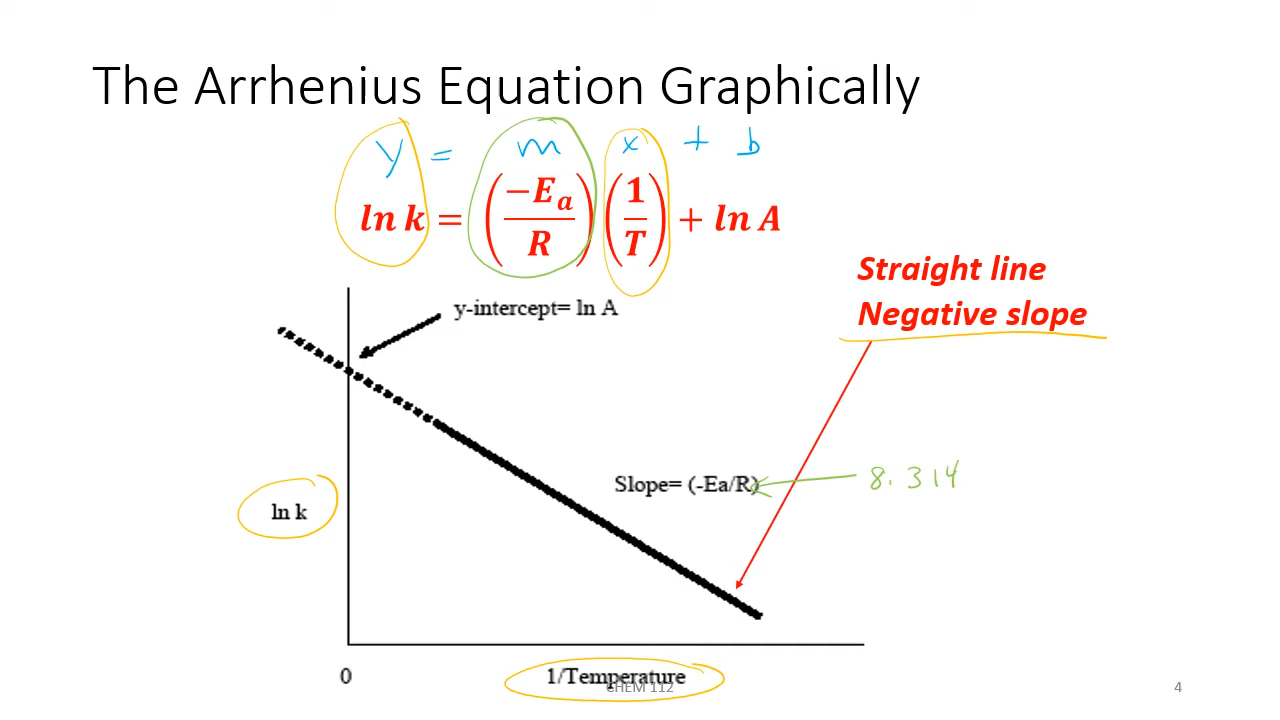 The Arrhenius Equation Graphically
y = m x + b
ln k = (−Eₐ/R) (1/T) + ln A
Straight line
Negative slope
y-intercept= ln A
Slope= (-Ea/R)
8.314
ln k
0
1/Temperature
CHEM 112
4